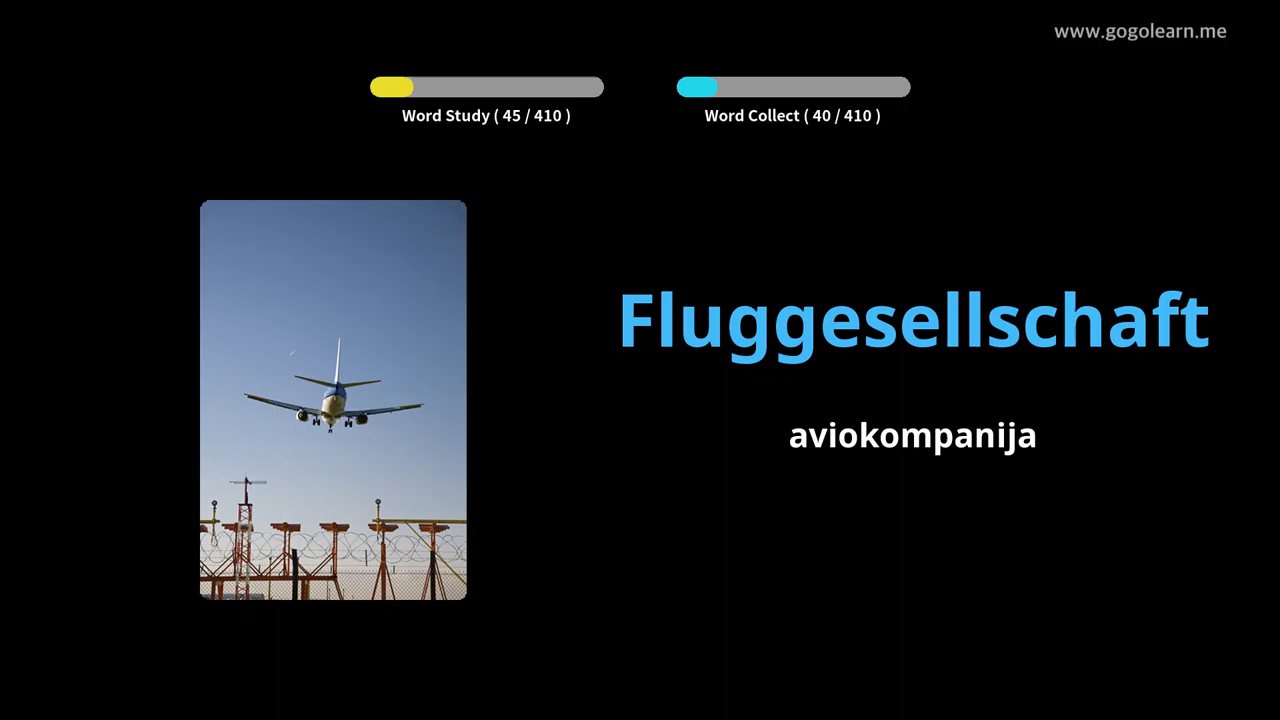 www.gogolearn.me
Word Study ( 45 / 410 )
Word Collect ( 40 / 410 )
Fluggesellschaft
aviokompanija